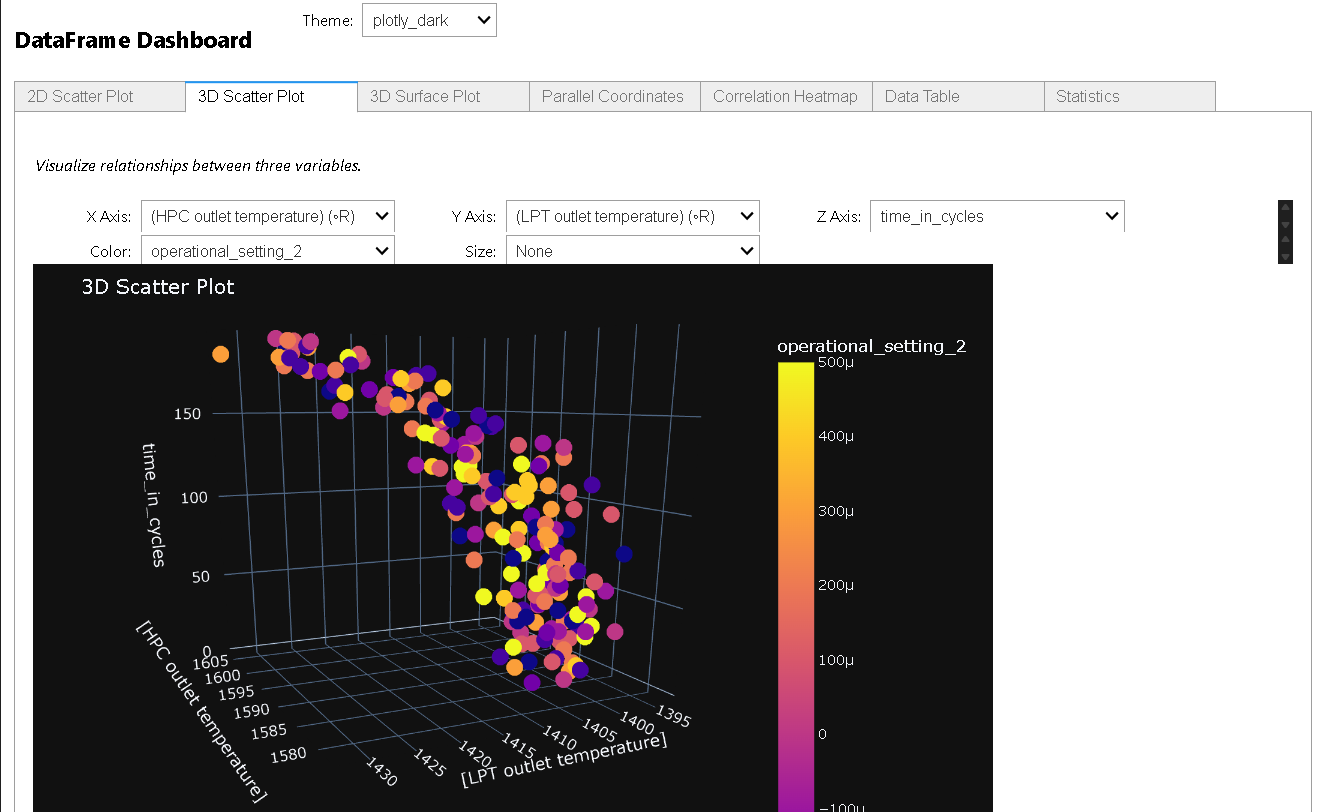 Theme: plotly_dark
DataFrame Dashboard
2D Scatter Plot 3D Scatter Plot 3D Surface Plot Parallel Coordinates Correlation Heatmap Data Table Statistics
Visualize relationships between three variables.
X Axis: (HPC outlet temperature) (◦R) Y Axis: (LPT outlet temperature) (◦R) Z Axis: time_in_cycles
Color: operational_setting_2 Size: None
3D Scatter Plot
operational_setting_2
500μ
400μ
300μ
200μ
100μ
0
−100μ
150
100
50
0
time_in_cycles
1605
1600
1595
1590
1585
1580
[HPC outlet temperature]
1430
1425
1420
1415
1410
1405
1400
1395
[LPT outlet temperature]